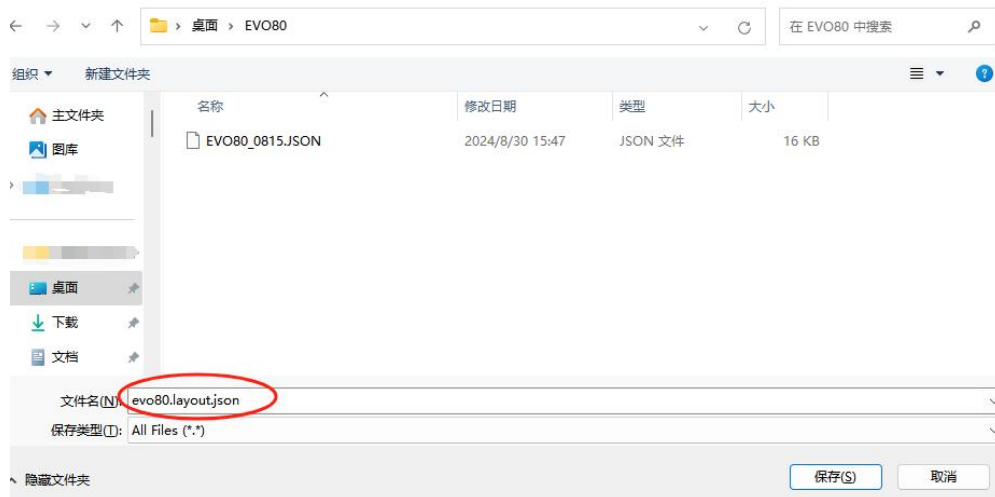 桌面 › EVO80
在 EVO80 中搜索
组织 新建文件夹
名称 修改日期 类型 大小
主文件夹
EVO80_0815.JSON 2024/8/30 15:47 JSON 文件 16 KB
图库
桌面
下载
文档
文件名(N): evo80.layout.json
保存类型(T): All Files (*.*)
隐藏文件夹 保存(S) 取消